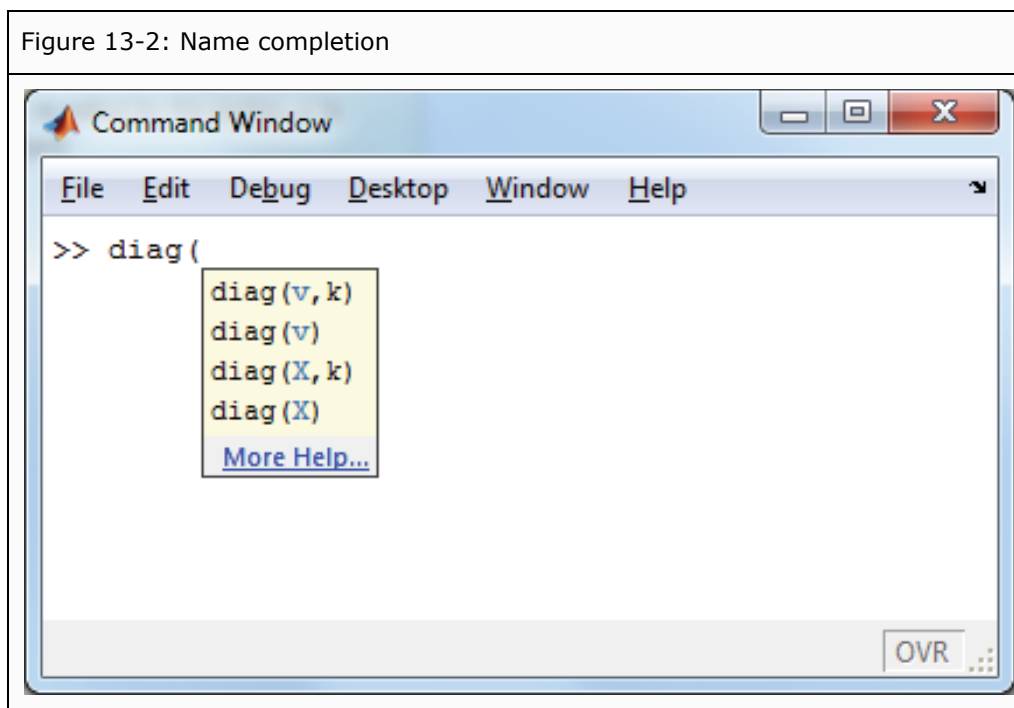 Figure 13-2: Name completion
Command Window
File Edit Debug Desktop Window Help
>> diag(
diag(v,k)
diag(v)
diag(X,k)
diag(X)
More Help...
OVR